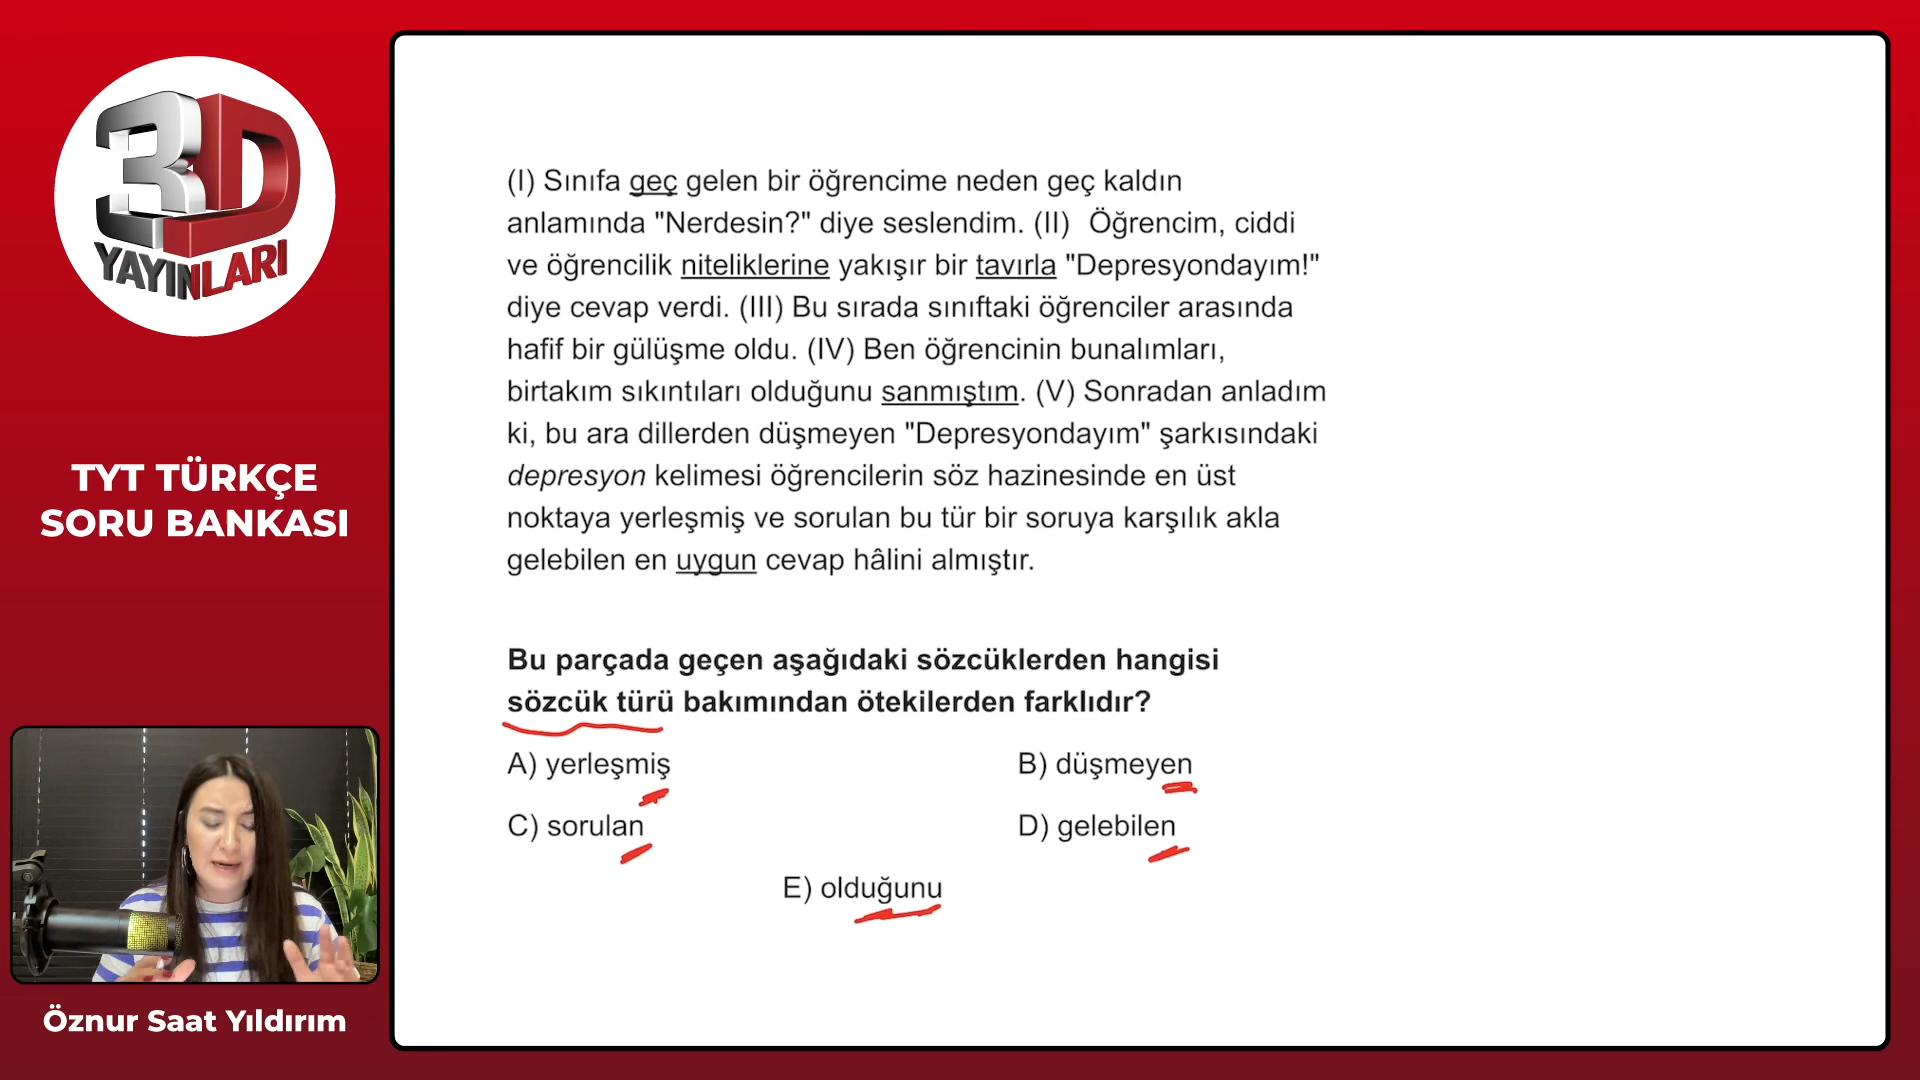 3D
YAYINLARI
TYT TÜRKÇE
SORU BANKASI
Öznur Saat Yıldırım
(I) Sınıfa geç gelen bir öğrencime neden geç kaldın
anlamında "Nerdesin?" diye seslendim. (II) Öğrencim, ciddi
ve öğrencilik niteliklerine yakışır bir tavırla "Depresyondayım!"
diye cevap verdi. (III) Bu sırada sınıftaki öğrenciler arasında
hafif bir gülüşme oldu. (IV) Ben öğrencinin bunalımları,
birtakım sıkıntıları olduğunu sanmıştım. (V) Sonradan anladım
ki, bu ara dillerden düşmeyen "Depresyondayım" şarkısındaki
depresyon kelimesi öğrencilerin söz hazinesinde en üst
noktaya yerleşmiş ve sorulan bu tür bir soruya karşılık akla
gelebilen en uygun cevap hâlini almıştır.
Bu parçada geçen aşağıdaki sözcüklerden hangisi
sözcük türü bakımından ötekilerden farklıdır?
A) yerleşmiş
B) düşmeyen
C) sorulan
D) gelebilen
E) olduğunu